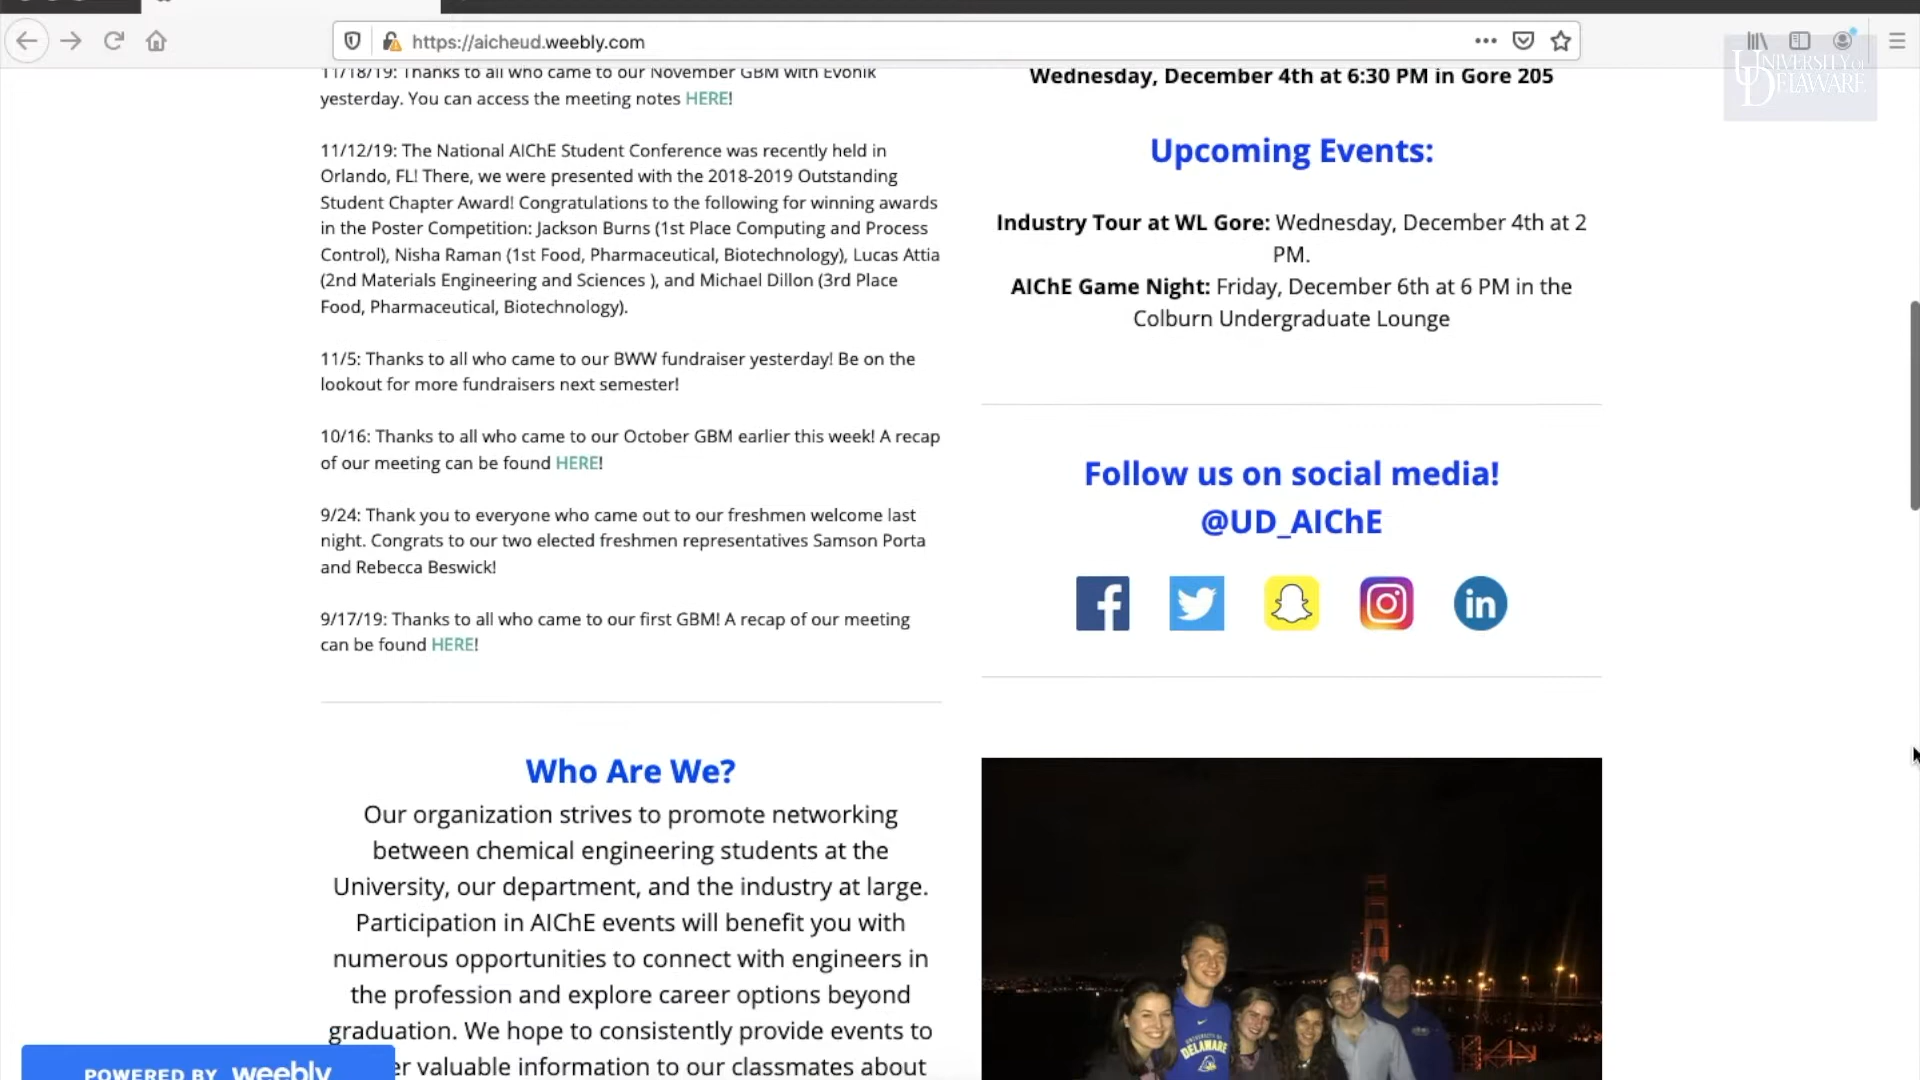 https://aicheud.weebly.com
UNIVERSITY OF
DELAWARE
11/18/19: Thanks to all who came to our November GBM with Evonik
yesterday. You can access the meeting notes HERE!
11/12/19: The National AIChE Student Conference was recently held in
Orlando, FL! There, we were presented with the 2018-2019 Outstanding
Student Chapter Award! Congratulations to the following for winning awards
in the Poster Competition: Jackson Burns (1st Place Computing and Process
Control), Nisha Raman (1st Food, Pharmaceutical, Biotechnology), Lucas Attia
(2nd Materials Engineering and Sciences ), and Michael Dillon (3rd Place
Food, Pharmaceutical, Biotechnology).
11/5: Thanks to all who came to our BWW fundraiser yesterday! Be on the
lookout for more fundraisers next semester!
10/16: Thanks to all who came to our October GBM earlier this week! A recap
of our meeting can be found HERE!
9/24: Thank you to everyone who came out to our freshmen welcome last
night. Congrats to our two elected freshmen representatives Samson Porta
and Rebecca Beswick!
9/17/19: Thanks to all who came to our first GBM! A recap of our meeting
can be found HERE!
Who Are We?
Our organization strives to promote networking
between chemical engineering students at the
University, our department, and the industry at large.
Participation in AIChE events will benefit you with
numerous opportunities to connect with engineers in
the profession and explore career options beyond
graduation. We hope to consistently provide events to
valuable information to our classmates about
POWERED BY weebly
Wednesday, December 4th at 6:30 PM in Gore 205
Upcoming Events:
Industry Tour at WL Gore: Wednesday, December 4th at 2
PM.
AIChE Game Night: Friday, December 6th at 6 PM in the
Colburn Undergraduate Lounge
Follow us on social media!
@UD_AIChE
f
in
DELAWARE